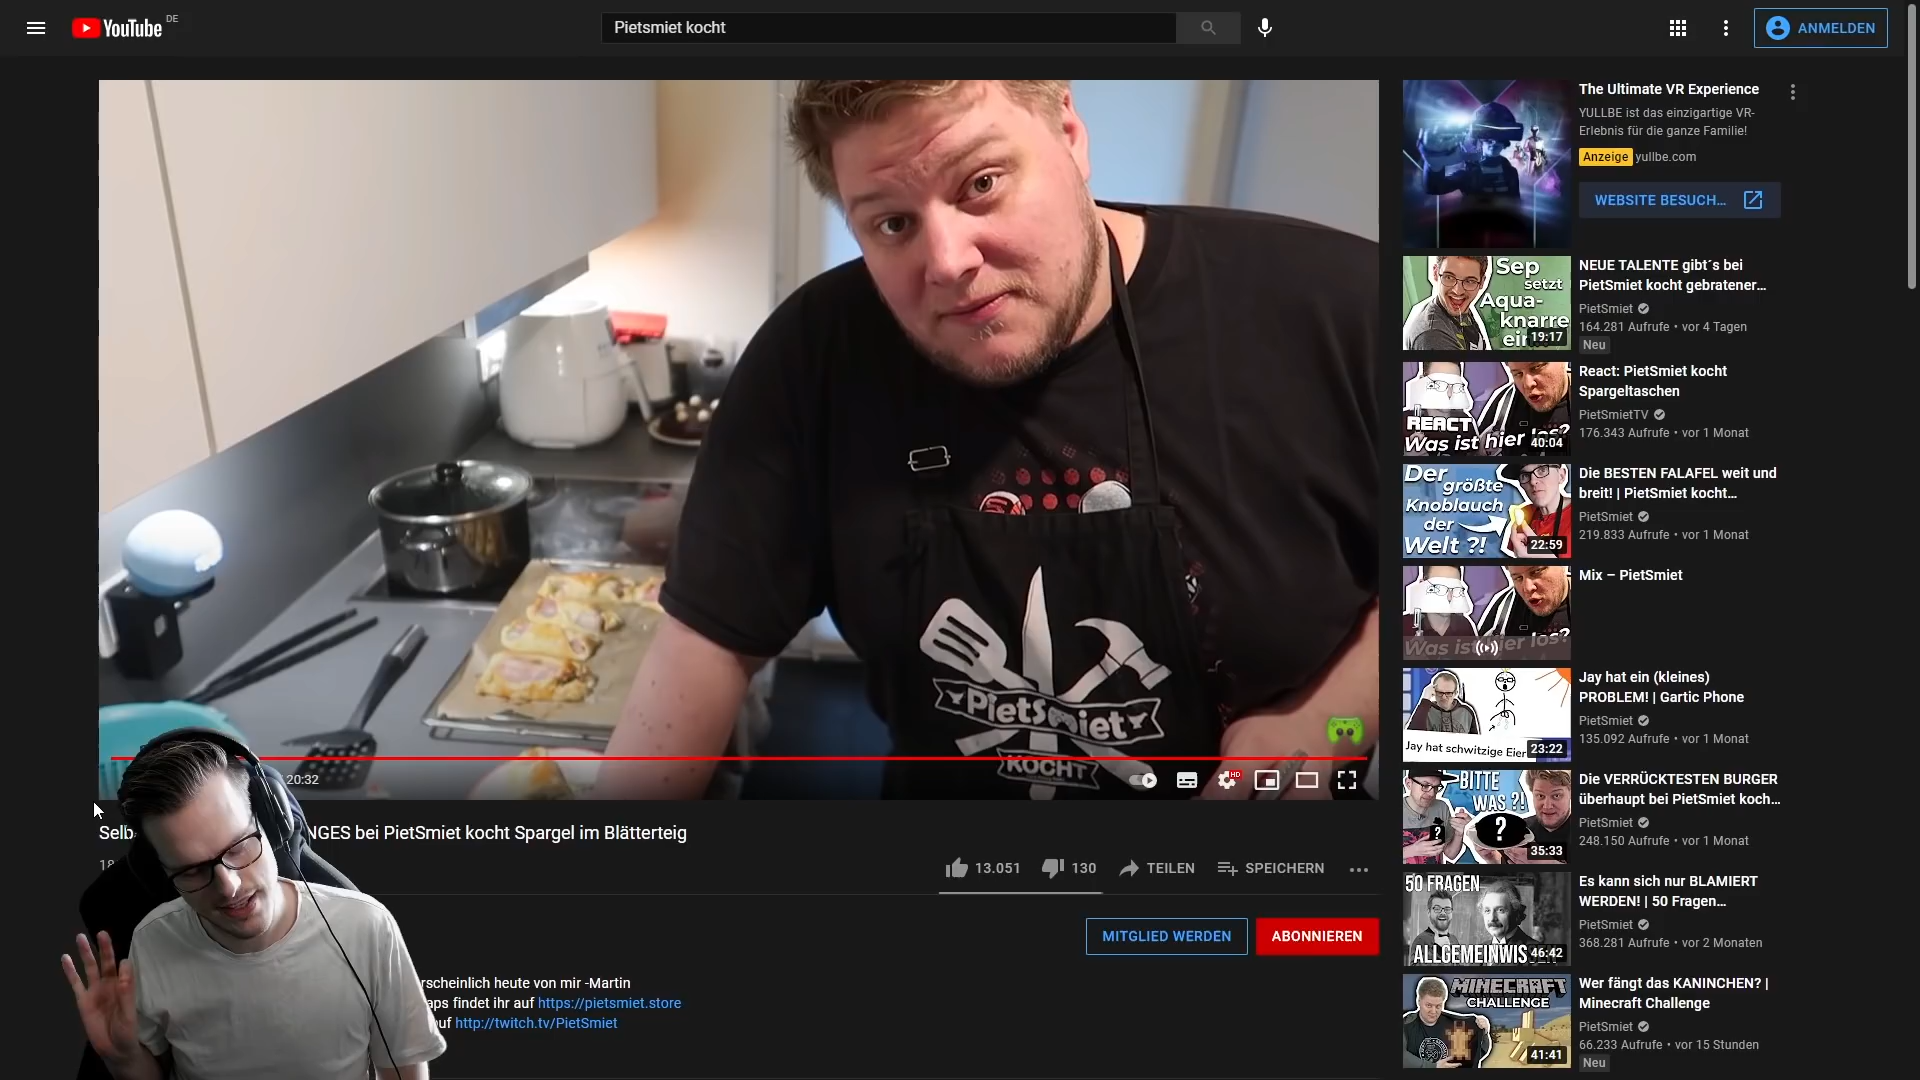 YouTube DE
Pietsmiet kocht
ANMELDEN
PietSmiet
KOCHT
20:32
HD
NGES bei PietSmiet kocht Spargel im Blätterteig
13.051
130
TEILEN
SPEICHERN
MITGLIED WERDEN
ABONNIEREN
rscheinlich heute von mir -Martin
aps findet ihr auf https://pietsmiet.store
uf http://twitch.tv/PietSmiet
The Ultimate VR Experience
YULLBE ist das einzigartige VR-
Erlebnis für die ganze Familie!
Anzeige yullbe.com
WEBSITE BESUCH...
Sep
setzt
Aqua-
knarre
ein
19:17
NEUE TALENTE gibt´s bei
PietSmiet kocht gebratener...
PietSmiet
164.281 Aufrufe • vor 4 Tagen
Neu
REACT
Was ist hier los?
40:04
React: PietSmiet kocht
Spargeltaschen
PietSmietTV
176.343 Aufrufe • vor 1 Monat
Der
größte
Knoblauch
der
Welt ?!
22:59
Die BESTEN FALAFEL weit und
breit! | PietSmiet kocht...
PietSmiet
219.833 Aufrufe • vor 1 Monat
Was ist hier los?
Mix – PietSmiet
Jay hat schwitzige Eier
23:22
Jay hat ein (kleines)
PROBLEM! | Gartic Phone
PietSmiet
135.092 Aufrufe • vor 1 Monat
BITTE
WAS ?!
?
?
35:33
Die VERRÜCKTESTEN BURGER
überhaupt bei PietSmiet koch...
PietSmiet
248.150 Aufrufe • vor 1 Monat
50 FRAGEN
ALLGEMEINWIS
46:42
Es kann sich nur BLAMIERT
WERDEN! | 50 Fragen...
PietSmiet
368.281 Aufrufe • vor 2 Monaten
MINECRAFT
CHALLENGE
41:41
Wer fängt das KANINCHEN? |
Minecraft Challenge
PietSmiet
66.233 Aufrufe • vor 15 Stunden
Neu